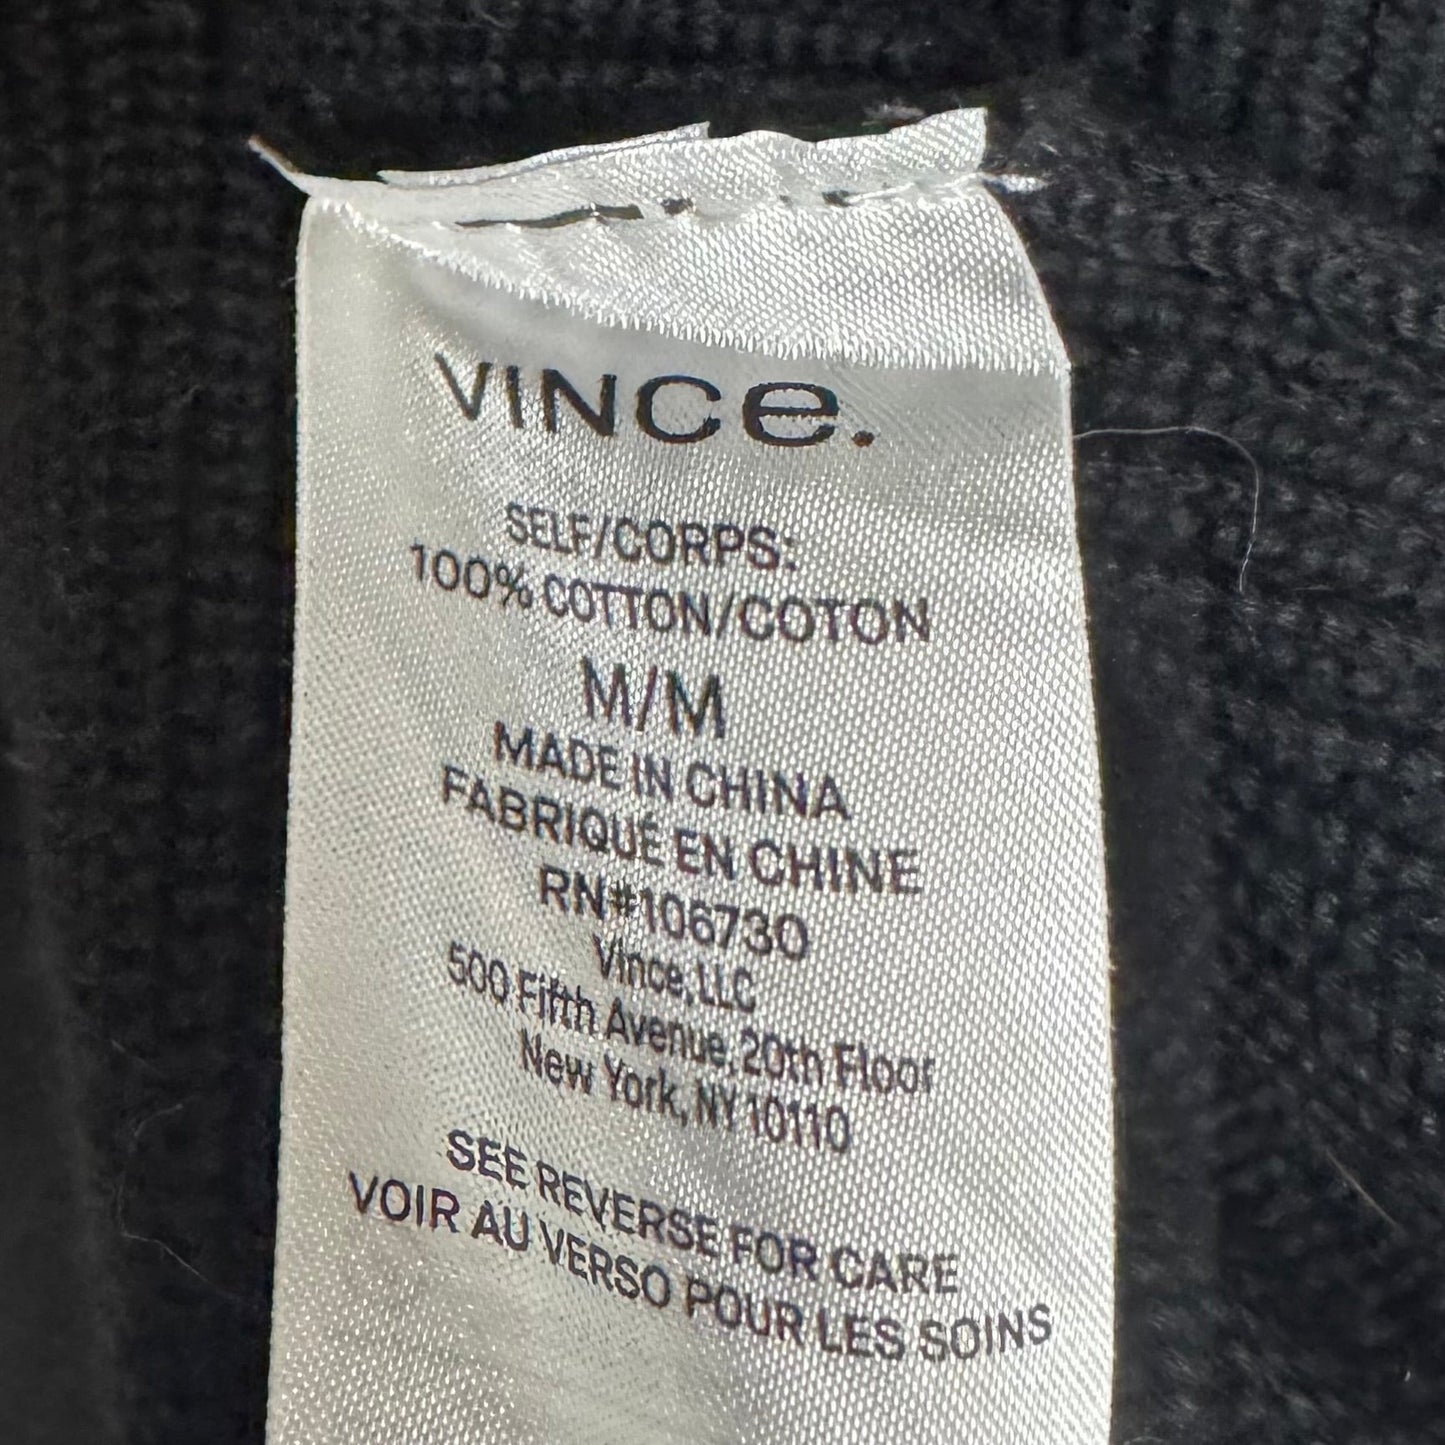 VINCe.
SELF/CORPS:
100% COTTON/COTON
M/M
MADE IN CHINA
FABRIQUÉ EN CHINE
RN#106730
Vince, LLC
500 Fifth Avenue, 20th Floor
New York, NY 10110
SEE REVERSE FOR CARE
VOIR AU VERSO POUR LES SOINS